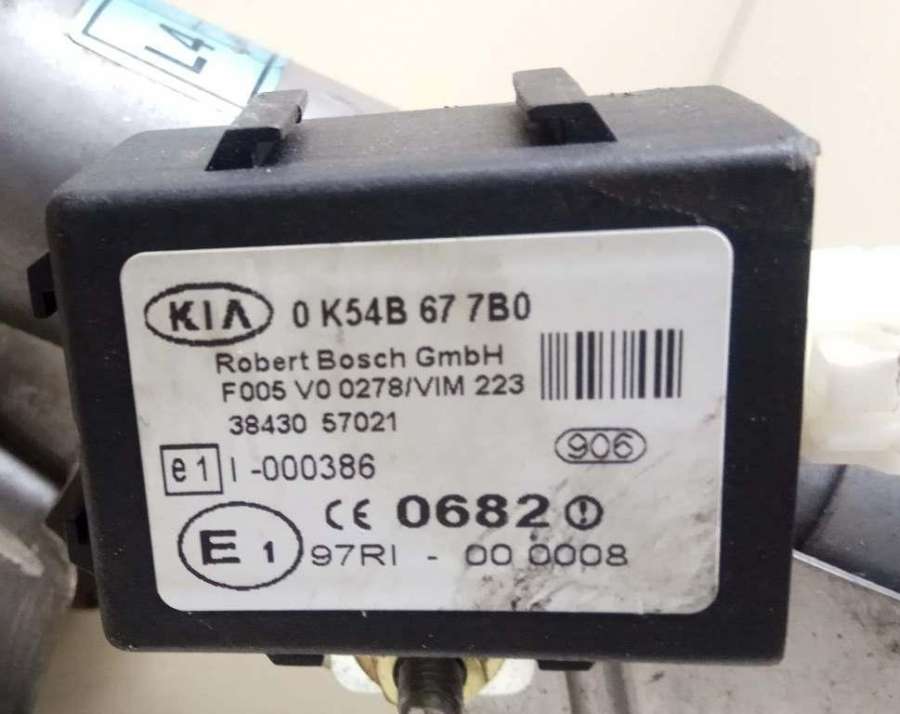 L4
KIA 0 K54B 67 7B0
Robert Bosch GmbH
F005 V0 0278/VIM 223
38430 57021
906
e1 I-000386
CE 0682
E1 97RI - 00 0008